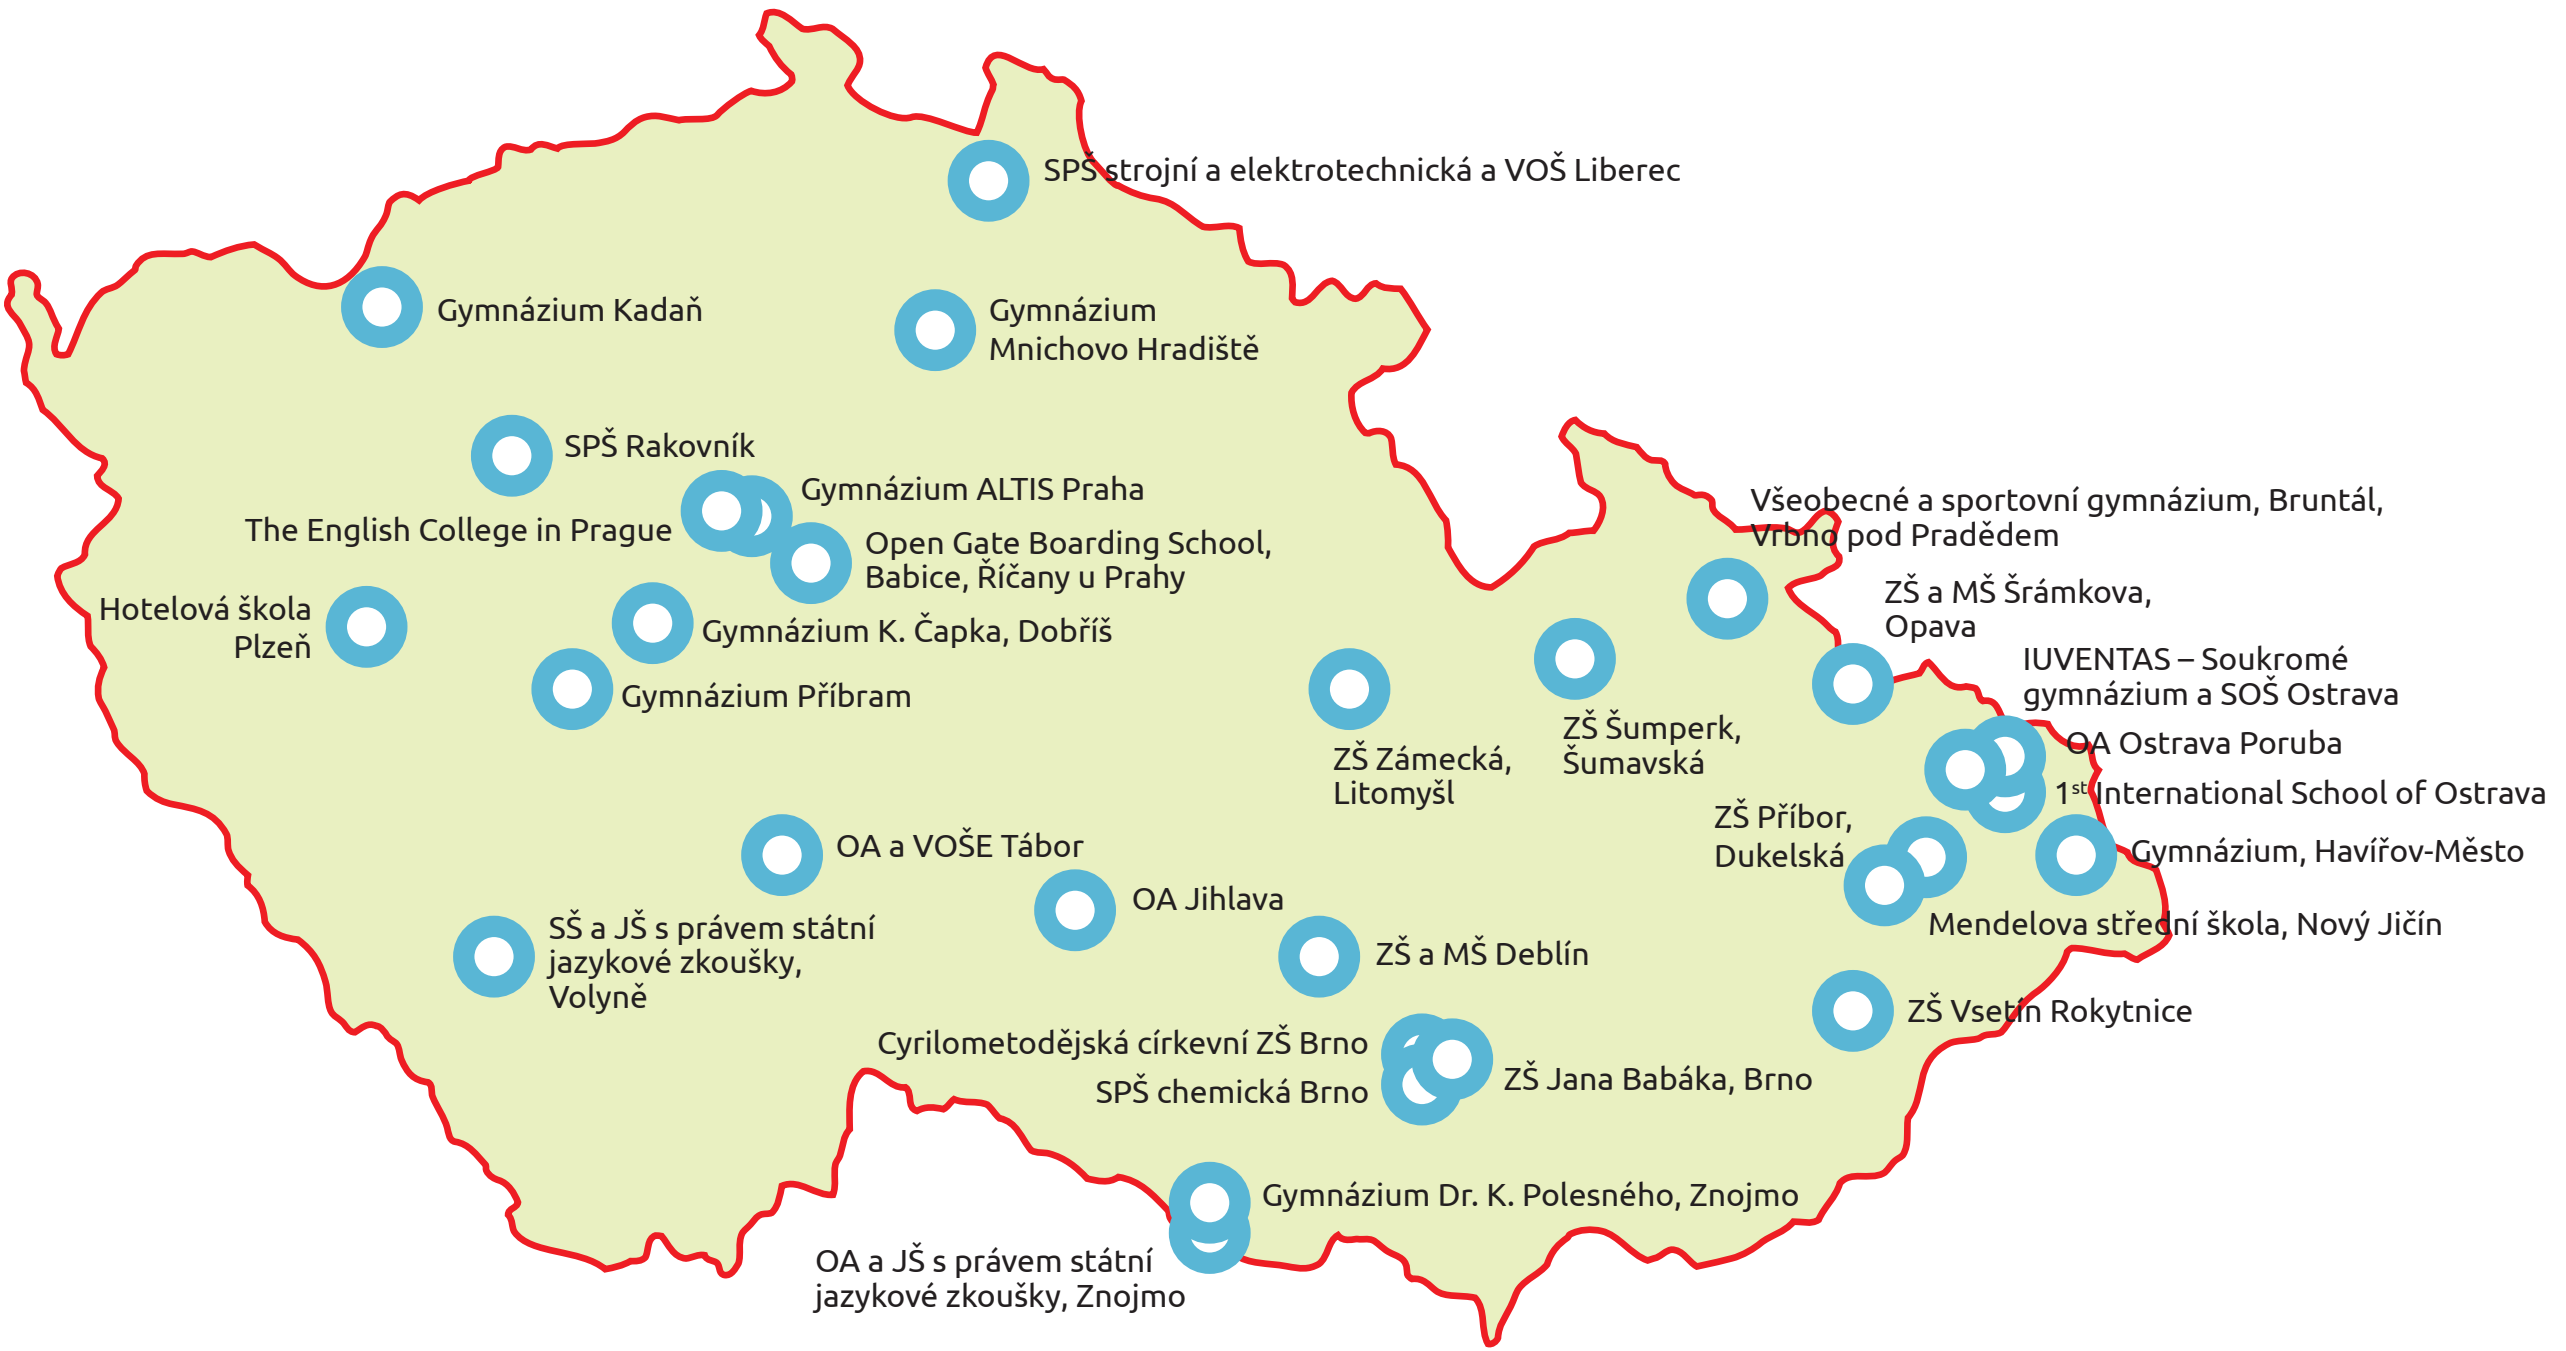 SPŠ strojní a elektrotechnická a VOŠ Liberec
Gymnázium Kadaň
Gymnázium
Mnichovo Hradiště
SPŠ Rakovník
Gymnázium ALTIS Praha
The English College in Prague
Open Gate Boarding School,
Babice, Říčany u Prahy
Všeobecné a sportovní gymnázium, Bruntál,
Vrbno pod Pradědem
ZŠ a MŠ Šrámkova,
Opava
Hotelová škola
Plzeň
Gymnázium K. Čapka, Dobříš
Gymnázium Příbram
IUVENTAS – Soukromé
gymnázium a SOŠ Ostrava
OA Ostrava Poruba
1st International School of Ostrava
ZŠ Šumperk,
Šumavská
ZŠ Zámecká,
Litomyšl
ZŠ Příbor,
Dukelská
Gymnázium, Havířov-Město
OA a VOŠE Tábor
OA Jihlava
Mendelova střední škola, Nový Jičín
SŠ a JŠ s právem státní
jazykové zkoušky,
Volyně
ZŠ a MŠ Deblín
ZŠ Vsetín Rokytnice
Cyrilometodějská církevní ZŠ Brno
SPŠ chemická Brno
ZŠ Jana Babáka, Brno
Gymnázium Dr. K. Polesného, Znojmo
OA a JŠ s právem státní
jazykové zkoušky, Znojmo